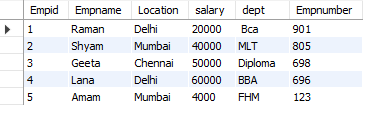 Empid Empname Location salary dept Empnumber
1 Raman Delhi 20000 Bca 901
2 Shyam Mumbai 40000 MLT 805
3 Geeta Chennai 50000 Diploma 698
4 Lana Delhi 60000 BBA 696
5 Amam Mumbai 4000 FHM 123